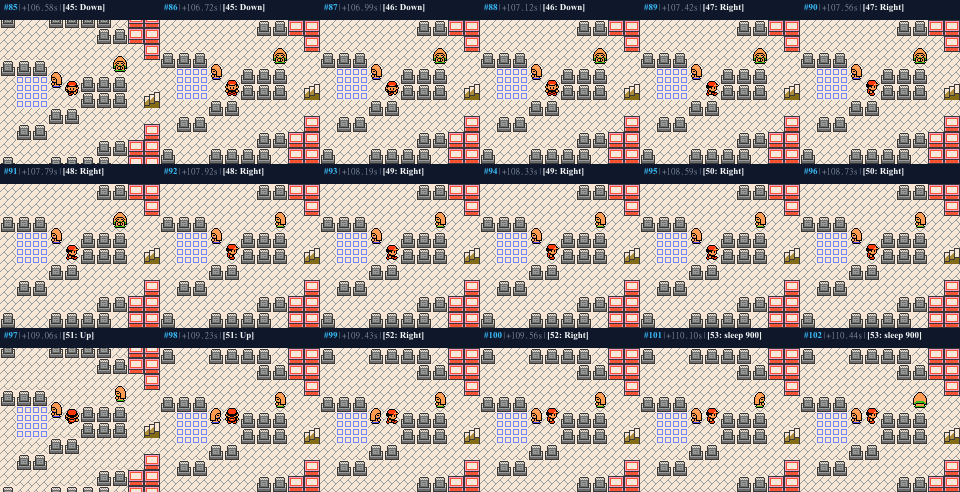 #85|+106.58s|[45: Down]
#86|+106.72s|[45: Down]
#87|+106.99s|[46: Down]
#88|+107.12s|[46: Down]
#89|+107.42s|[47: Right]
#90|+107.56s|[47: Right]
#91|+107.79s|[48: Right]
#92|+107.92s|[48: Right]
#93|+108.19s|[49: Right]
#94|+108.33s|[49: Right]
#95|+108.59s|[50: Right]
#96|+108.73s|[50: Right]
#97|+109.06s|[51: Up]
#98|+109.23s|[51: Up]
#99|+109.43s|[52: Right]
#100|+109.56s|[52: Right]
#101|+110.10s|[53: sleep 900]
#102|+110.44s|[53: sleep 900]